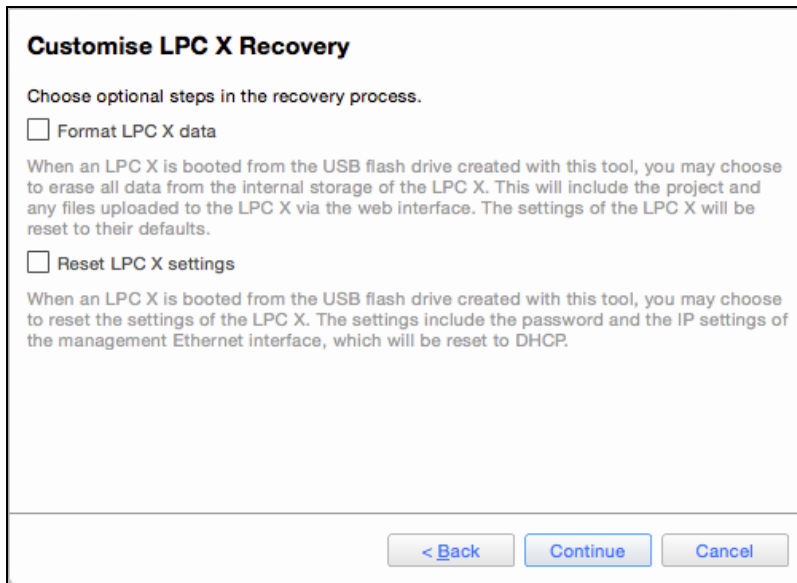 Customise LPC X Recovery
Choose optional steps in the recovery process.
Format LPC X data
When an LPC X is booted from the USB flash drive created with this tool, you may choose
to erase all data from the internal storage of the LPC X. This will include the project and
any files uploaded to the LPC X via the web interface. The settings of the LPC X will be
reset to their defaults.
Reset LPC X settings
When an LPC X is booted from the USB flash drive created with this tool, you may choose
to reset the settings of the LPC X. The settings include the password and the IP settings of
the management Ethernet interface, which will be reset to DHCP.
< Back Continue Cancel